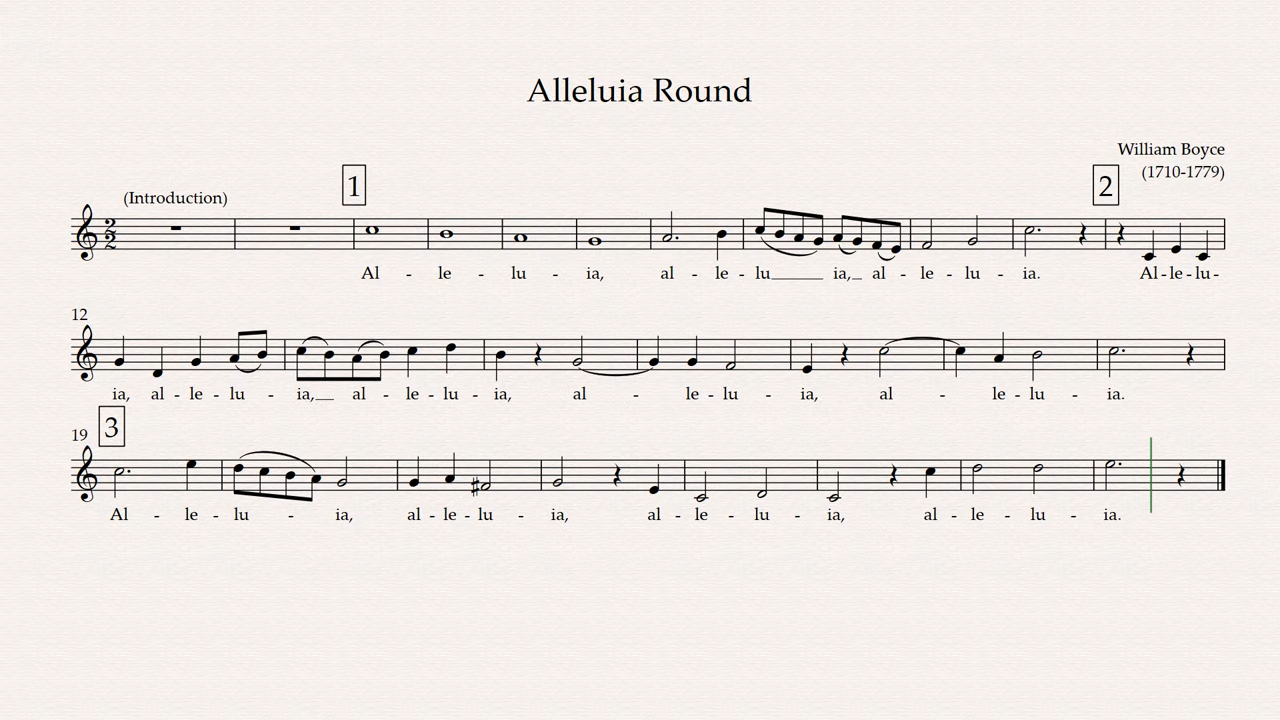 Alleluia Round
William Boyce
(1710-1779)
(Introduction) 1 2
Al - le - lu - ia, al - le - lu____ ia,_ al - le - lu - ia. Al-le-lu-
12
ia, al - le - lu - ia,__ al - le - lu - ia, al - le - lu - ia, al - le - lu - ia.
3
19
Al - le - lu - ia, al - le - lu - ia, al - le - lu - ia, al - le - lu - ia.